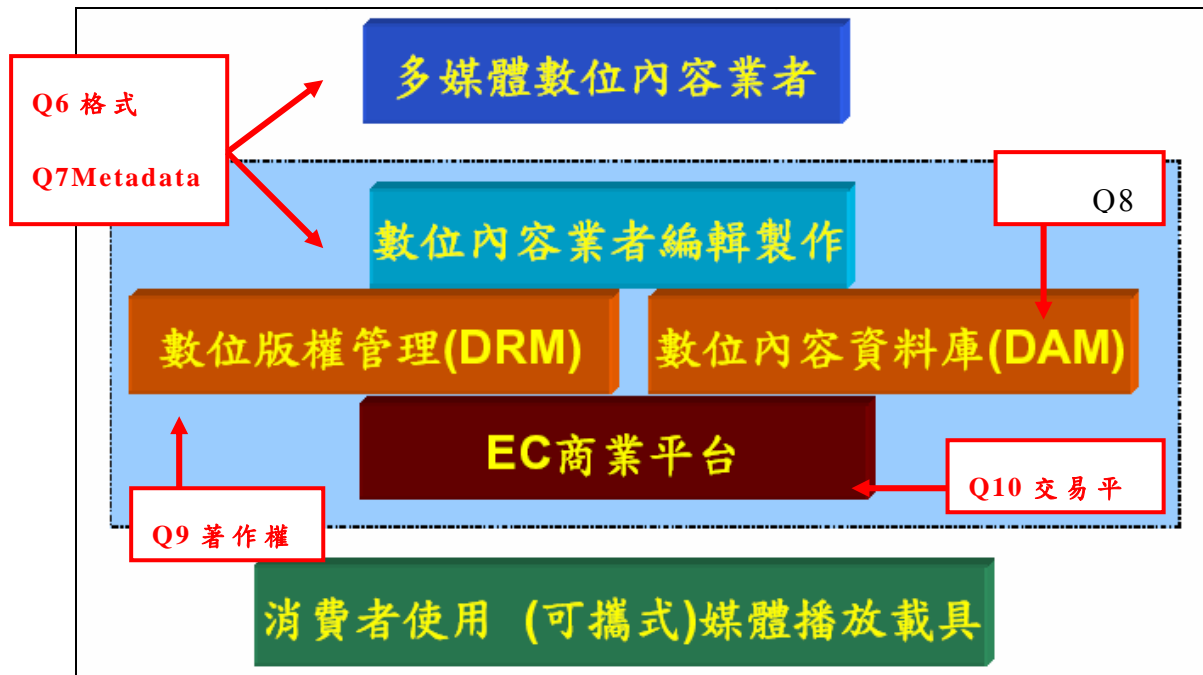 多媒體數位內容業者
Q6 格式
Q7Metadata
Q8
數位內容業者編輯製作
數位版權管理(DRM)
數位內容資料庫(DAM)
EC商業平台
Q10 交易平
Q9 著作權
消費者使用 (可攜式)媒體播放載具